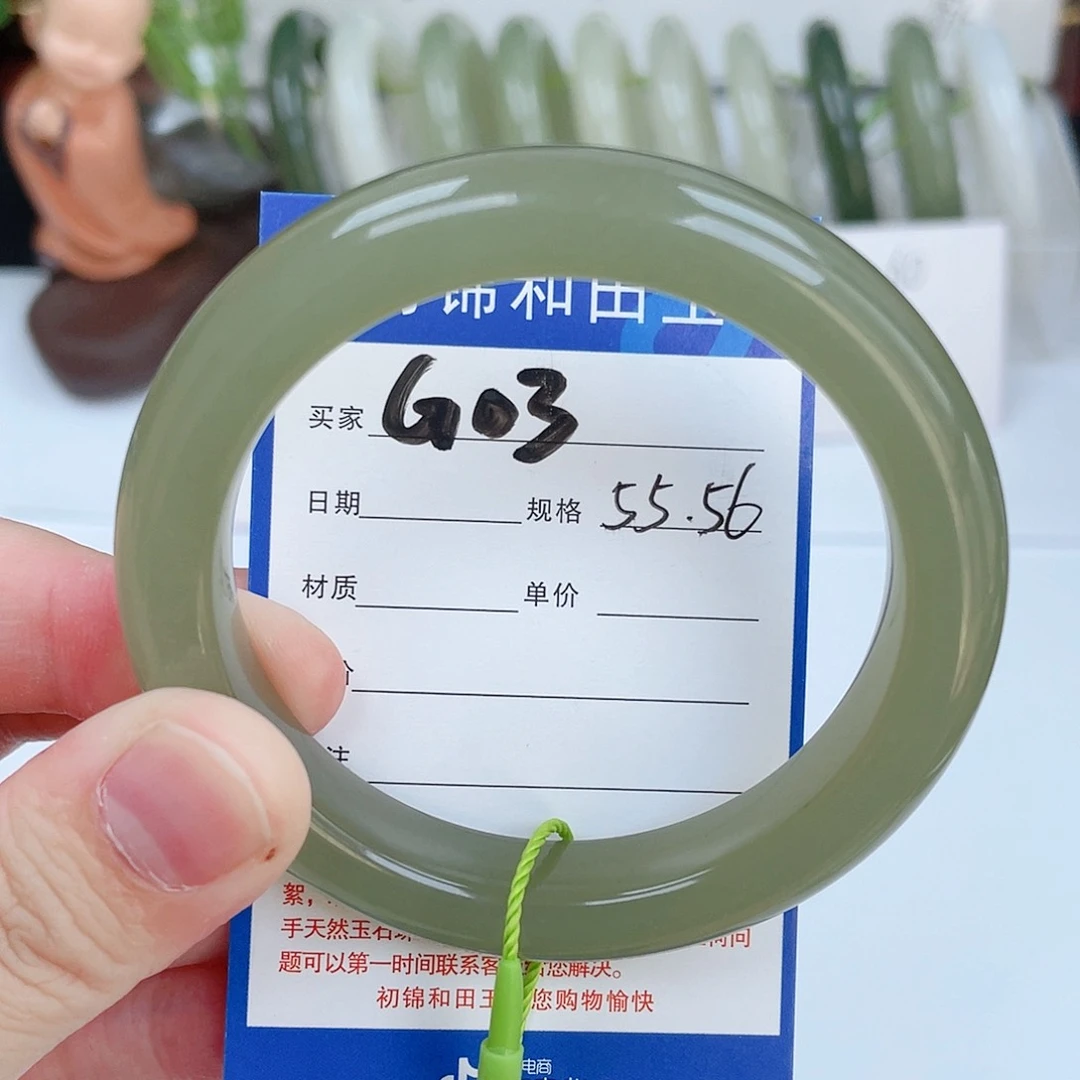 锦和田玉
买家 G03
日期 规格 55.56
材质 单价
价
注
絮，
手天然玉石
题可以第一时间联系客 您解决。
初锦和田玉 您购物愉快
电商